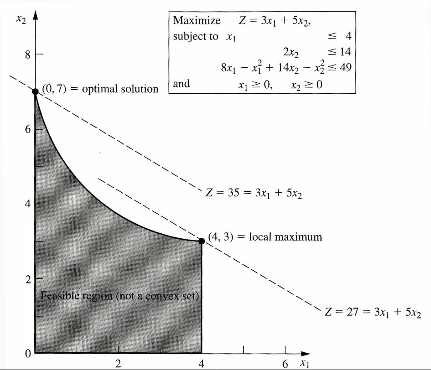 x₂
Maximize Z = 3x₁ + 5x₂,
subject to x₁ ≤ 4
2x₂ ≤ 14
8x₁ − x₁² + 14x₂ − x₂² ≤ 49
and x₁ ≥ 0, x₂ ≥ 0
8
(0, 7) = optimal solution
6
4
Z = 35 = 3x₁ + 5x₂
(4, 3) = local maximum
2
Feasible region (not a convex set)
Z = 27 = 3x₁ + 5x₂
0
2
4
6
x₁